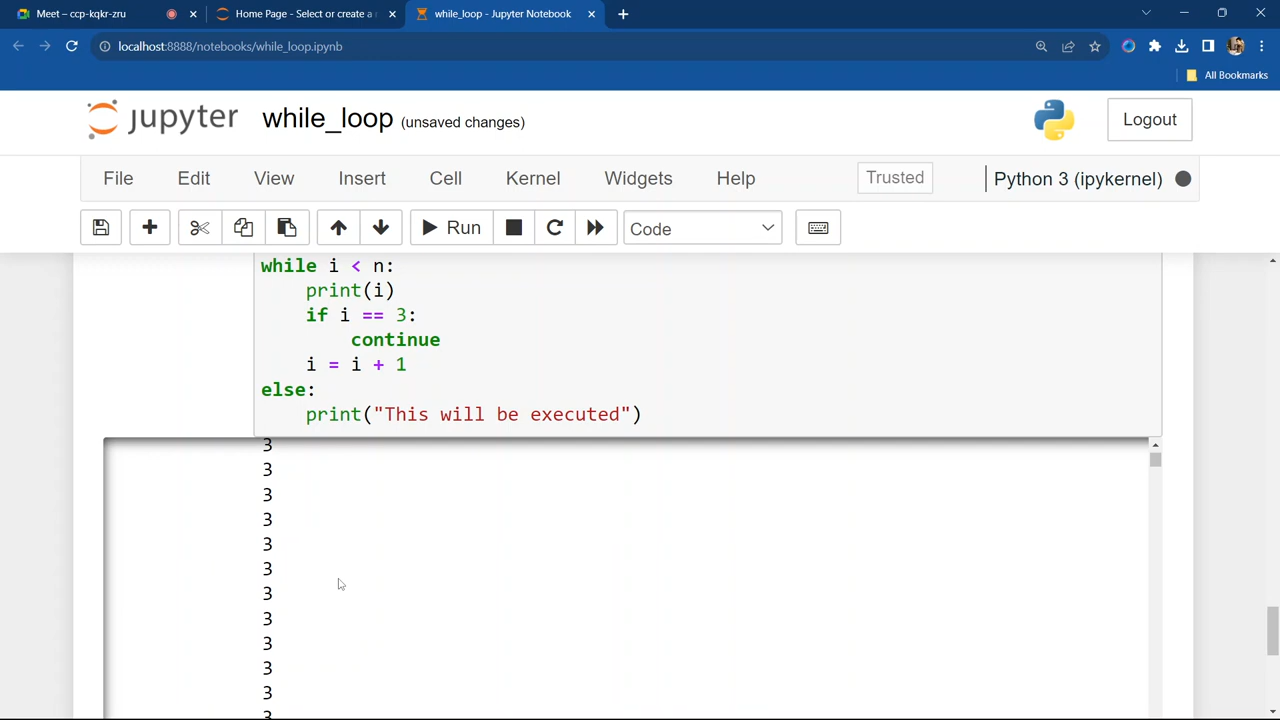 Meet – ccp-kqkr-zru
Home Page - Select or create a
while_loop - Jupyter Notebook
localhost:8888/notebooks/while_loop.ipynb
All Bookmarks
jupyter while_loop (unsaved changes)
Logout
File Edit View Insert Cell Kernel Widgets Help
Trusted
Python 3 (ipykernel)
Run
Code
while i < n:
    print(i)
    if i == 3:
        continue
    i = i + 1
else:
    print("This will be executed")
3
3
3
3
3
3
3
3
3
3
3
3